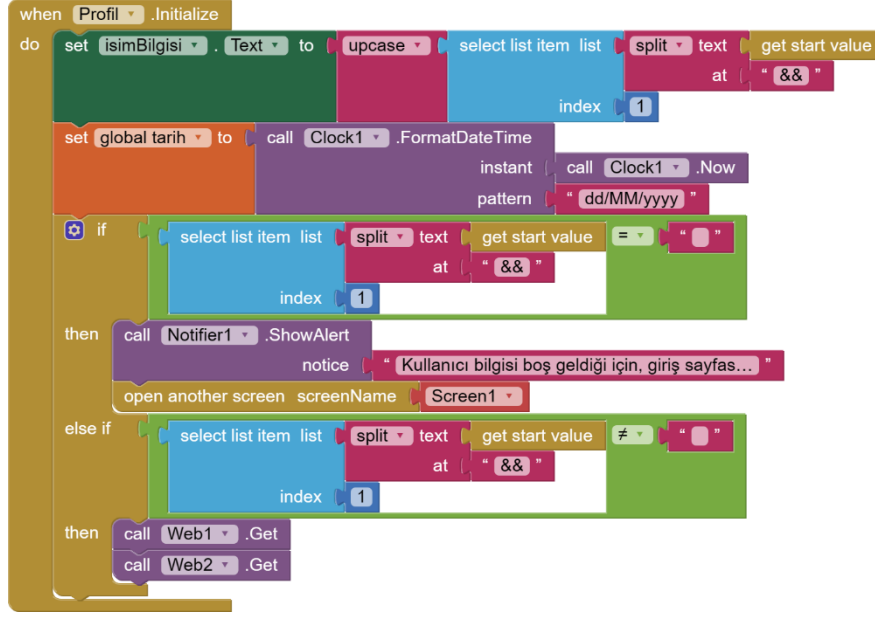 when Profil .Initialize
do set isimBilgisi . Text to upcase select list item list split text get start value
at " && "
index 1
set global tarih to call Clock1 .FormatDateTime
instant call Clock1 .Now
pattern " dd/MM/yyyy "
if select list item list split text get start value = " "
at " && "
index 1
then call Notifier1 .ShowAlert
notice " Kullanıcı bilgisi boş geldiği için, giriş sayfas... "
open another screen screenName Screen1
else if select list item list split text get start value ≠ " "
at " && "
index 1
then call Web1 .Get
call Web2 .Get